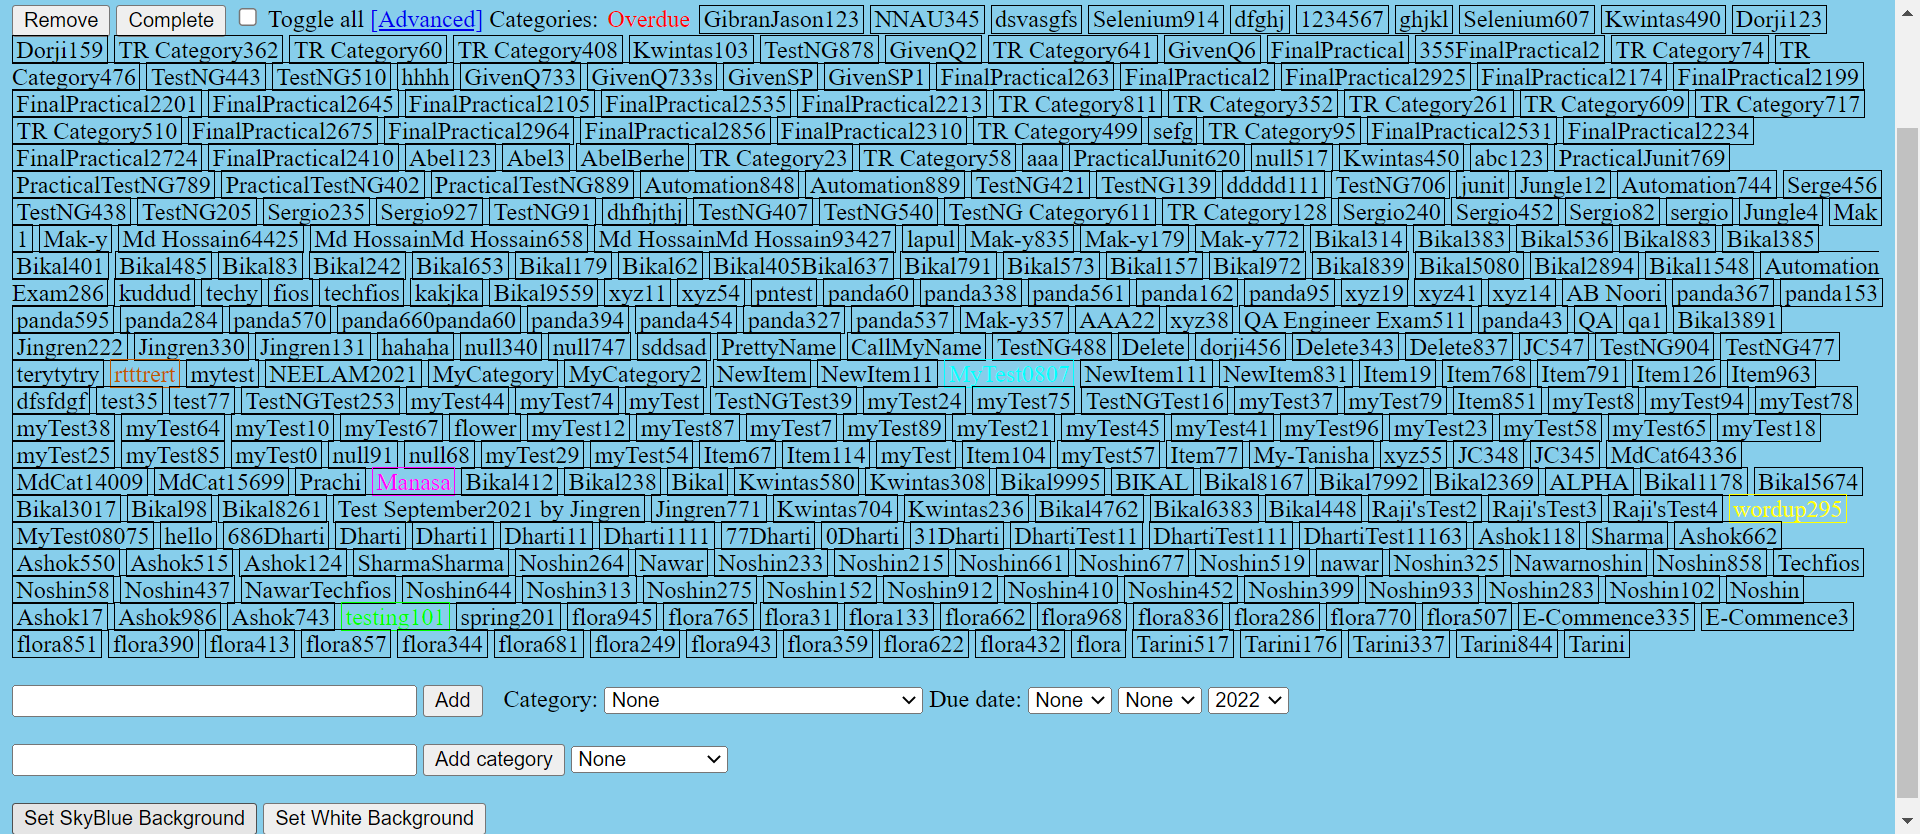 Remove Complete Toggle all [Advanced] Categories: Overdue GibranJason123 NNAU345 dsvasgfs Selenium914 dfghj 1234567 ghjkl Selenium607 Kwintas490 Dorji123
Dorji159 TR Category362 TR Category60 TR Category408 Kwintas103 TestNG878 GivenQ2 TR Category641 GivenQ6 FinalPractical 355FinalPractical2 TR Category74 TR
Category476 TestNG443 TestNG510 hhhh GivenQ733 GivenQ733s GivenSP GivenSP1 FinalPractical263 FinalPractical2 FinalPractical2925 FinalPractical2174 FinalPractical2199
FinalPractical2201 FinalPractical2645 FinalPractical2105 FinalPractical2535 FinalPractical2213 TR Category811 TR Category352 TR Category261 TR Category609 TR Category717
TR Category510 FinalPractical2675 FinalPractical2964 FinalPractical2856 FinalPractical2310 TR Category499 sefg TR Category95 FinalPractical2531 FinalPractical2234
FinalPractical2724 FinalPractical2410 Abel123 Abel3 AbelBerhe TR Category23 TR Category58 aaa PracticalJunit620 null517 Kwintas450 abc123 PracticalJunit769
PracticalTestNG789 PracticalTestNG402 PracticalTestNG889 Automation848 Automation889 TestNG421 TestNG139 ddddd111 TestNG706 junit Jungle12 Automation744 Serge456
TestNG438 TestNG205 Sergio235 Sergio927 TestNG91 dhfhjthj TestNG407 TestNG540 TestNG Category611 TR Category128 Sergio240 Sergio452 Sergio82 sergio Jungle4 Mak
1 Mak-y Md Hossain64425 Md HossainMd Hossain658 Md HossainMd Hossain93427 lapul Mak-y835 Mak-y179 Mak-y772 Bikal314 Bikal383 Bikal536 Bikal883 Bikal385
Bikal401 Bikal485 Bikal83 Bikal242 Bikal653 Bikal179 Bikal62 Bikal405Bikal637 Bikal791 Bikal573 Bikal157 Bikal972 Bikal839 Bikal5080 Bikal2894 Bikal1548 Automation
Exam286 kuddud techy fios techfios kakjka Bikal9559 xyz11 xyz54 pntest panda60 panda338 panda561 panda162 panda95 xyz19 xyz41 xyz14 AB Noori panda367 panda153
panda595 panda284 panda570 panda660panda60 panda394 panda454 panda327 panda537 Mak-y357 AAA22 xyz38 QA Engineer Exam511 panda43 QA qa1 Bikal3891
Jingren222 Jingren330 Jingren131 hahaha null340 null747 sddsad PrettyName CallMyName TestNG488 Delete dorji456 Delete343 Delete837 JC547 TestNG904 TestNG477
terytytry rtttrert mytest NEELAM2021 MyCategory MyCategory2 NewItem NewItem11 MyTest0807 NewItem111 NewItem831 Item19 Item768 Item791 Item126 Item963
dfsfdgf test35 test77 TestNGTest253 myTest44 myTest74 myTest TestNGTest39 myTest24 myTest75 TestNGTest16 myTest37 myTest79 Item851 myTest8 myTest94 myTest78
myTest38 myTest64 myTest10 myTest67 flower myTest12 myTest87 myTest7 myTest89 myTest21 myTest45 myTest41 myTest96 myTest23 myTest58 myTest65 myTest18
myTest25 myTest85 myTest0 null91 null68 myTest29 myTest54 Item67 Item114 myTest Item104 myTest57 Item77 My-Tanisha xyz55 JC348 JC345 MdCat64336
MdCat14009 MdCat15699 Prachi Manasa Bikal412 Bikal238 Bikal Kwintas580 Kwintas308 Bikal9995 BIKAL Bikal8167 Bikal7992 Bikal2369 ALPHA Bikal1178 Bikal5674
Bikal3017 Bikal98 Bikal8261 Test September2021 by Jingren Jingren771 Kwintas704 Kwintas236 Bikal4762 Bikal6383 Bikal448 Raji'sTest2 Raji'sTest3 Raji'sTest4 wordup295
MyTest08075 hello 686Dharti Dharti Dharti1 Dharti11 Dharti1111 77Dharti 0Dharti 31Dharti DhartiTest11 DhartiTest111 DhartiTest11163 Ashok118 Sharma Ashok662
Ashok550 Ashok515 Ashok124 SharmaSharma Noshin264 Nawar Noshin233 Noshin215 Noshin661 Noshin677 Noshin519 nawar Noshin325 Nawarnoshin Noshin858 Techfios
Noshin58 Noshin437 NawarTechfios Noshin644 Noshin313 Noshin275 Noshin152 Noshin912 Noshin410 Noshin452 Noshin399 Noshin933 Noshin283 Noshin102 Noshin
Ashok17 Ashok986 Ashok743 testing101 spring201 flora945 flora765 flora31 flora133 flora662 flora968 flora836 flora286 flora770 flora507 E-Commence335 E-Commence3
flora851 flora390 flora413 flora857 flora344 flora681 flora249 flora943 flora359 flora622 flora432 flora Tarini517 Tarini176 Tarini337 Tarini844 Tarini
Add Category: None Due date: None None 2022
Add category None
Set SkyBlue Background Set White Background